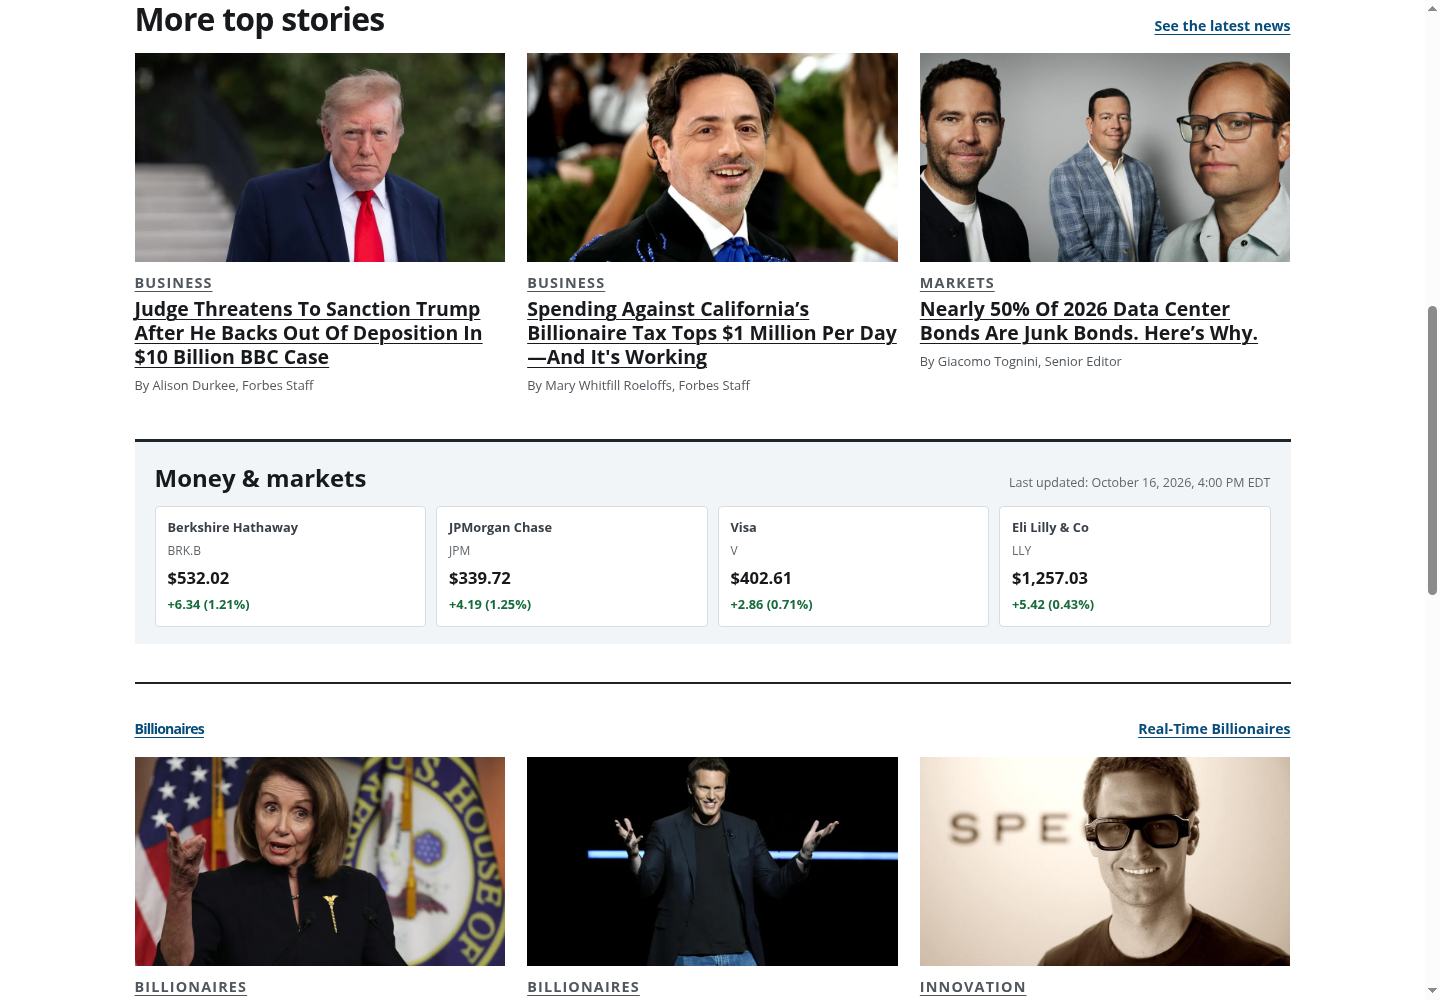 More top stories
See the latest news
BUSINESS
Judge Threatens To Sanction Trump
After He Backs Out Of Deposition In
$10 Billion BBC Case
By Alison Durkee, Forbes Staff
BUSINESS
Spending Against California’s
Billionaire Tax Tops $1 Million Per Day
—And It's Working
By Mary Whitfill Roeloffs, Forbes Staff
MARKETS
Nearly 50% Of 2026 Data Center
Bonds Are Junk Bonds. Here’s Why.
By Giacomo Tognini, Senior Editor
Money & markets
Last updated: October 16, 2026, 4:00 PM EDT
Berkshire Hathaway
BRK.B
$532.02
+6.34 (1.21%)
JPMorgan Chase
JPM
$339.72
+4.19 (1.25%)
Visa
V
$402.61
+2.86 (0.71%)
Eli Lilly & Co
LLY
$1,257.03
+5.42 (0.43%)
Billionaires
Real-Time Billionaires
HOUSE OF
SPE
BILLIONAIRES
BILLIONAIRES
INNOVATION